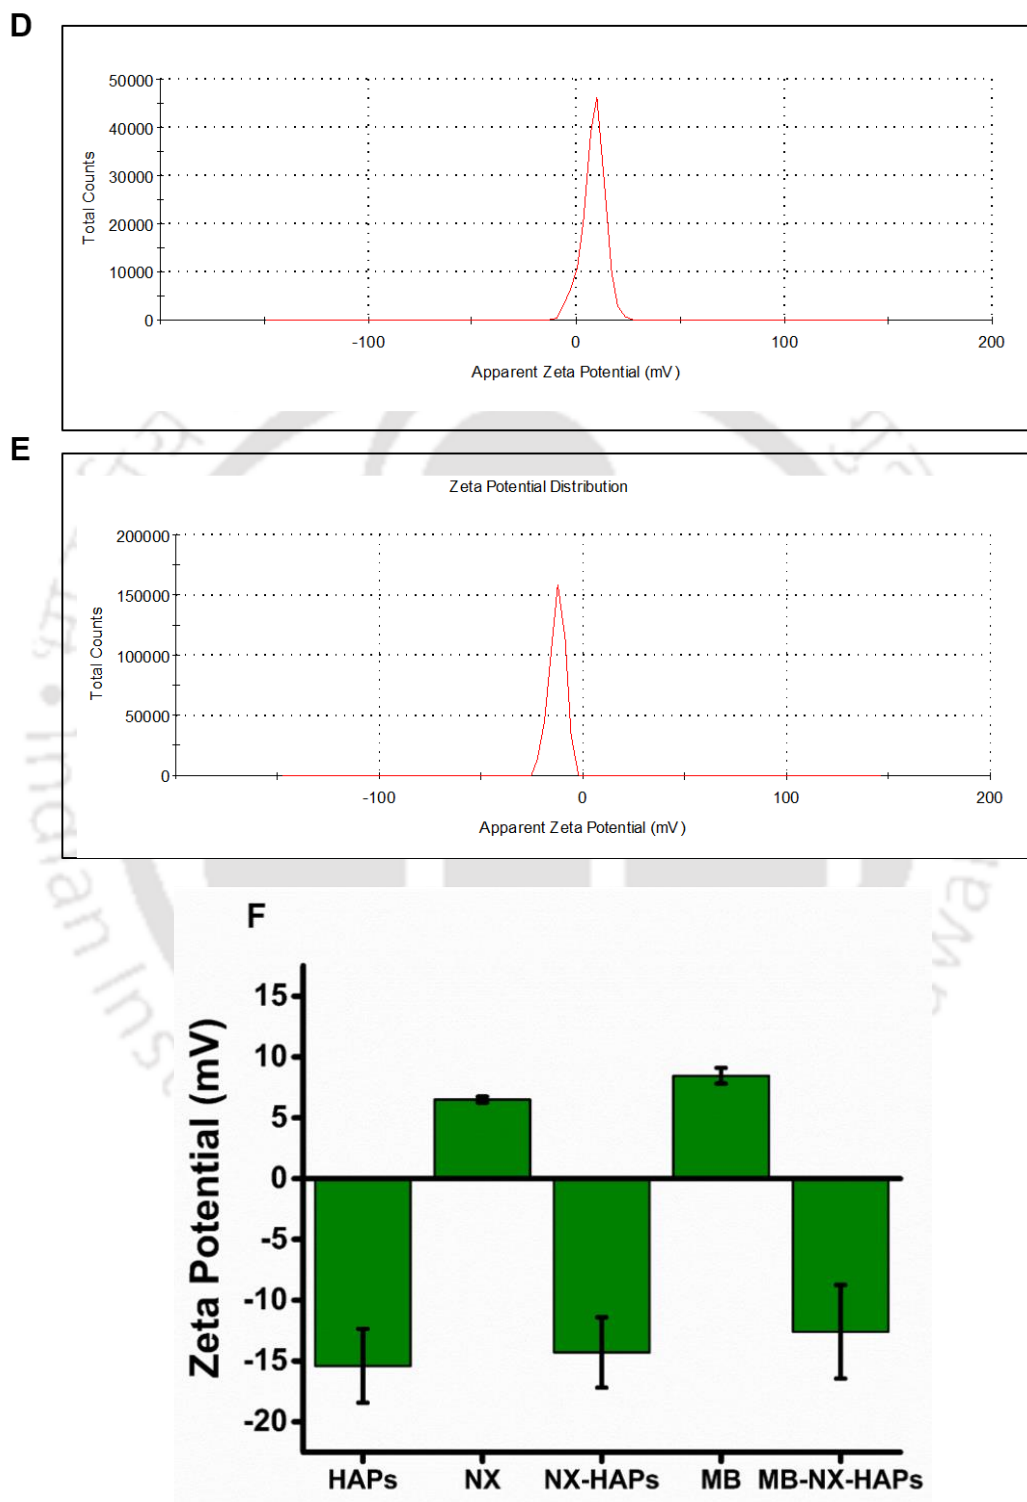 D
50000
40000
30000
20000
10000
0
Total Counts
-100 0 100 200
Apparent Zeta Potential (mV)
E
Zeta Potential Distribution
200000
150000
100000
50000
0
Total Counts
-100 0 100 200
Apparent Zeta Potential (mV)
Indian Ins
F
15
10
5
0
-5
-10
-15
-20
Zeta Potential (mV)
HAPs NX NX-HAPs MB MB-NX-HAPs